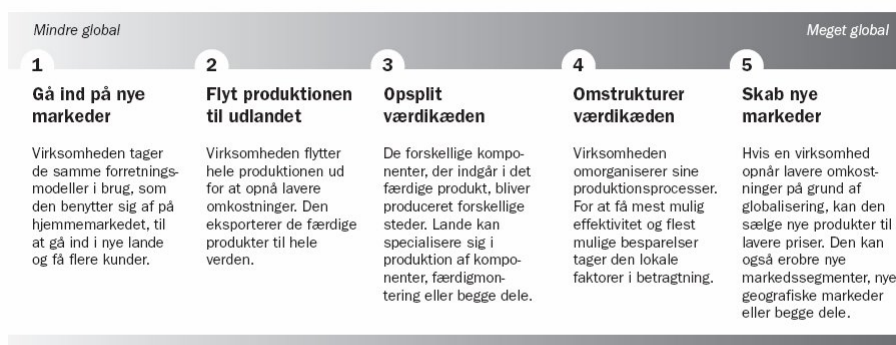 Mindre global
Meget global
1
Gå ind på nye
markeder
Virksomheden tager
de samme forretnings-
modeller i brug, som
den benytter sig af på
hjemmemarkedet, til
at gå ind i nye lande
og få flere kunder.
2
Flyt produktionen
til udlandet
Virksomheden flytter
hele produktionen ud
for at opnå lavere
omkostninger. Den
eksporterer de færdige
produkter til hele
verden.
3
Opsplit
værdikæden
De forskellige kompo-
nenter, der indgår i det
færdige produkt, bliver
produceret forskellige
steder. Lande kan
specialisere sig i
produktion af kompo-
nenter, færdigmon-
tering eller begge dele.
4
Omstrukturer
værdikæden
Virksomheden
omorganiserer sine
produktionsprocesser.
For at få mest mulig
effektivitet og flest
mulige besparelser
tager den lokale
faktorer i betragtning.
5
Skab nye
markeder
Hvis en virksomhed
opnår lavere omkost-
ninger på grund af
globalisering, kan den
sælge nye produkter til
lavere priser. Den kan
også erobre nye
markedssegmenter, nye
geografiske markeder
eller begge dele.